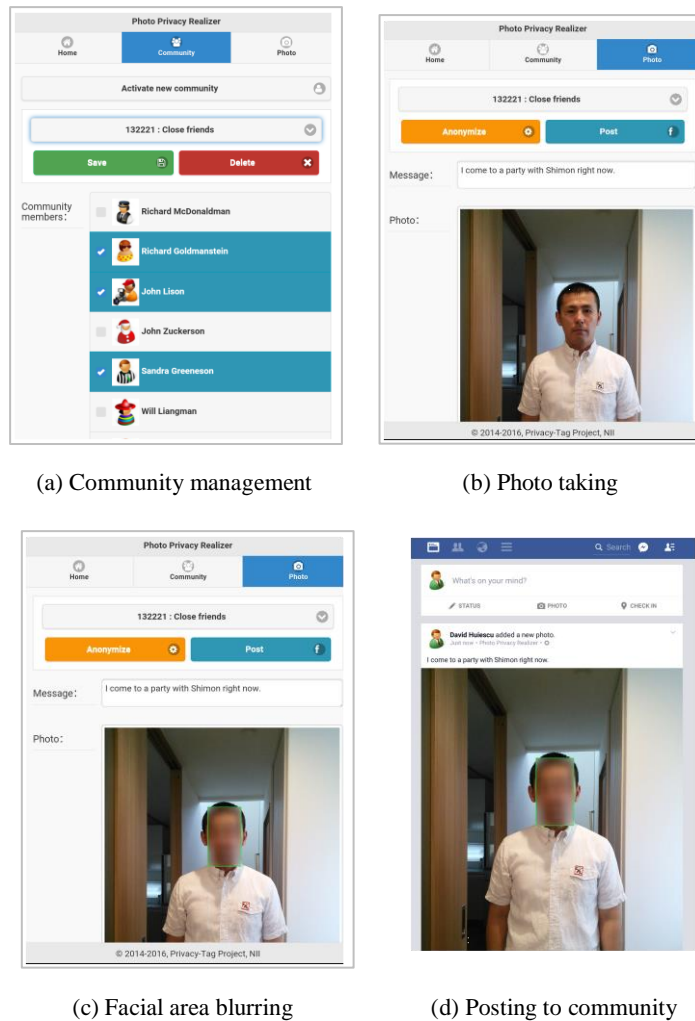 Photo Privacy Realizer
Home
Community
Photo
Activate new community
132221 : Close friends
Save
Delete
Community members:
Richard McDonaldman
Richard Goldmanstein
John Lison
John Zuckerson
Sandra Greeneson
Will Liangman
(a) Community management
Photo Privacy Realizer
Home
Community
Photo
132221 : Close friends
Anonymize
Post
Message:
I come to a party with Shimon right now.
Photo:
© 2014-2016, Privacy-Tag Project, NII
(b) Photo taking
Photo Privacy Realizer
Home
Community
Photo
132221 : Close friends
Anonymize
Post
Message:
I come to a party with Shimon right now.
Photo:
© 2014-2016, Privacy-Tag Project, NII
(c) Facial area blurring
Search
What's on your mind?
STATUS
PHOTO
CHECK IN
David Huiescu added a new photo.
Just now • Photo Privacy Realizer •
I come to a party with Shimon right now.
(d) Posting to community